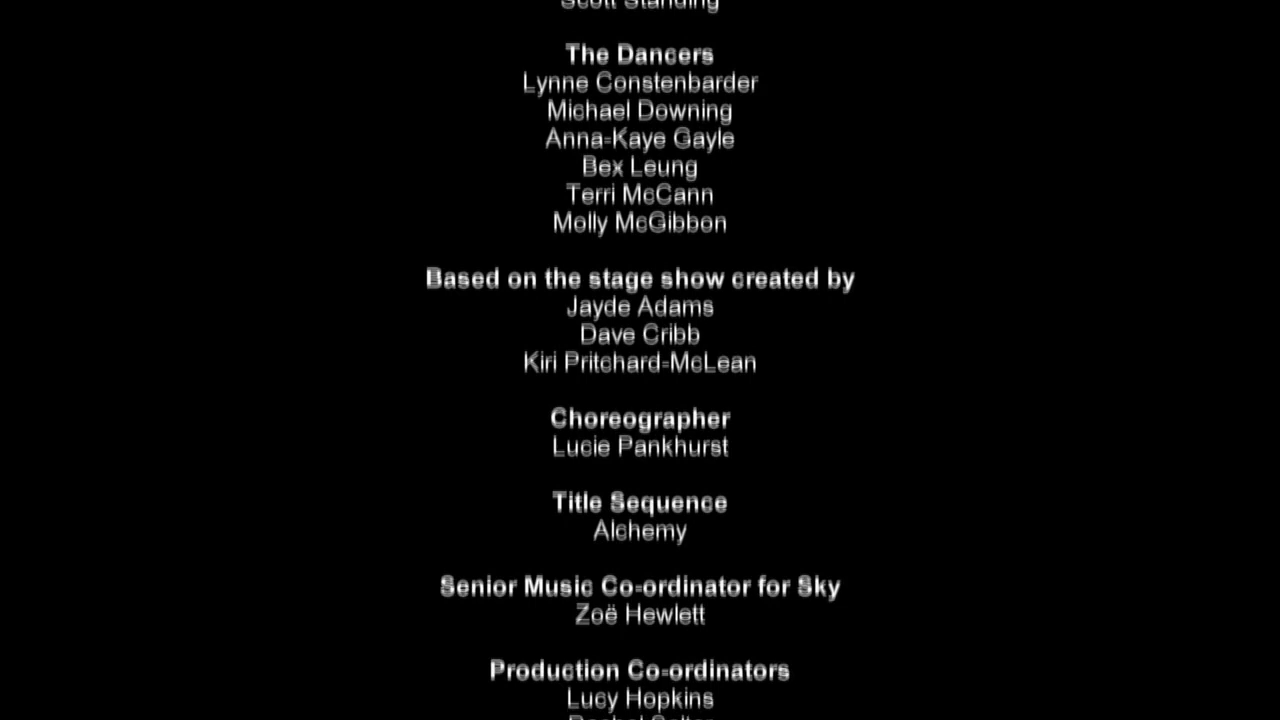 Scott Standing
The Dancers
Lynne Constenbarder
Michael Downing
Anna-Kaye Gayle
Bex Leung
Terri McCann
Molly McGibbon
Based on the stage show created by
Jayde Adams
Dave Cribb
Kiri Pritchard-McLean
Choreographer
Lucie Pankhurst
Title Sequence
Alchemy
Senior Music Co-ordinator for Sky
Zoë Hewlett
Production Co-ordinators
Lucy Hopkins